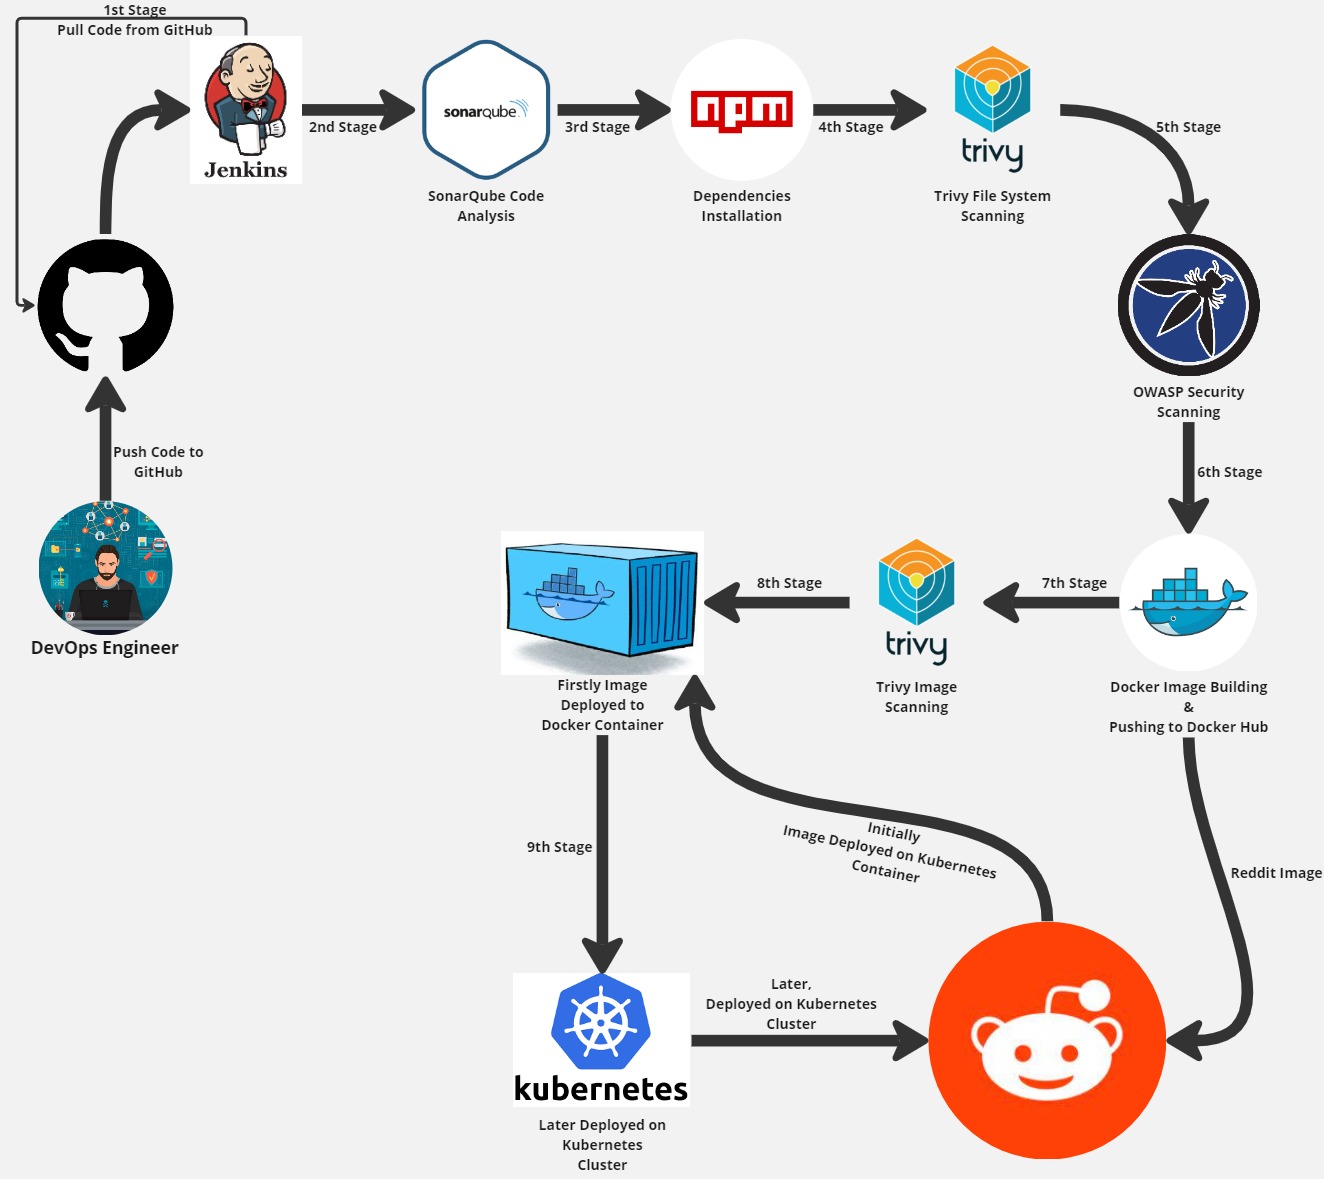 1st Stage
Pull Code from GitHub
Jenkins
2nd Stage
sonarqube
3rd Stage
npm
4th Stage
trivy
5th Stage
SonarQube Code
Analysis
Dependencies
Installation
Trivy File System
Scanning
OWASP Security
Scanning
Push Code to
GitHub
6th Stage
DevOps Engineer
8th Stage
trivy
7th Stage
Firstly Image
Deployed to
Docker Container
Trivy Image
Scanning
Docker Image Building
&
Pushing to Docker Hub
9th Stage
Initially
Image Deployed on Kubernetes
Container
Reddit Image
Later,
Deployed on Kubernetes
Cluster
kubernetes
Later Deployed on
Kubernetes
Cluster